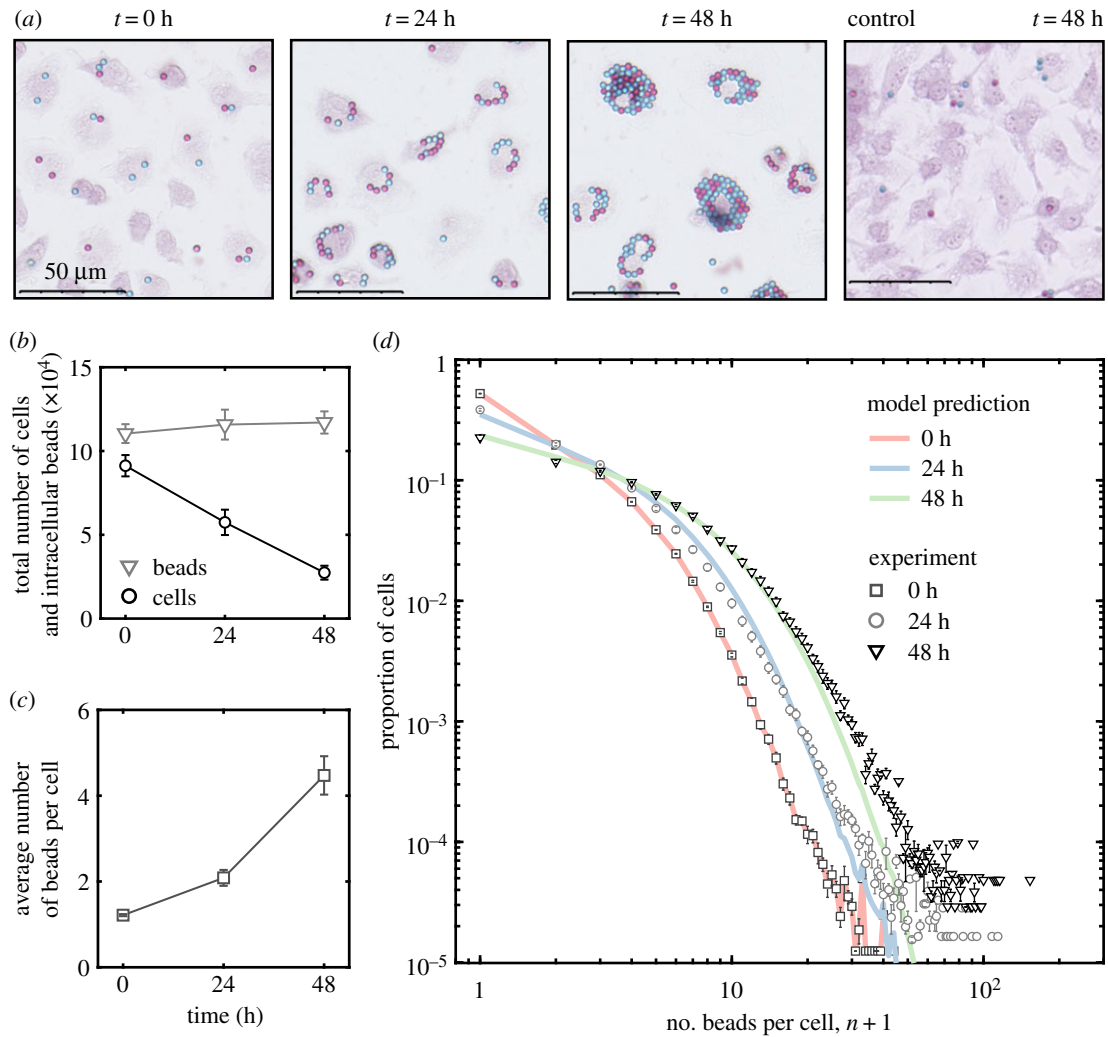 (a) t = 0 h t = 24 h t = 48 h control t = 48 h
50 µm
(b)
total number of cells
and intracellular beads (×10⁴)
15
10
5
0
beads
cells
0 24 48
(c)
average number
of beads per cell
6
4
2
0
0 24 48
time (h)
(d)
proportion of cells
1
10⁻¹
10⁻²
10⁻³
10⁻⁴
10⁻⁵
model prediction
0 h
24 h
48 h
experiment
0 h
24 h
48 h
1 10 10²
no. beads per cell, n + 1